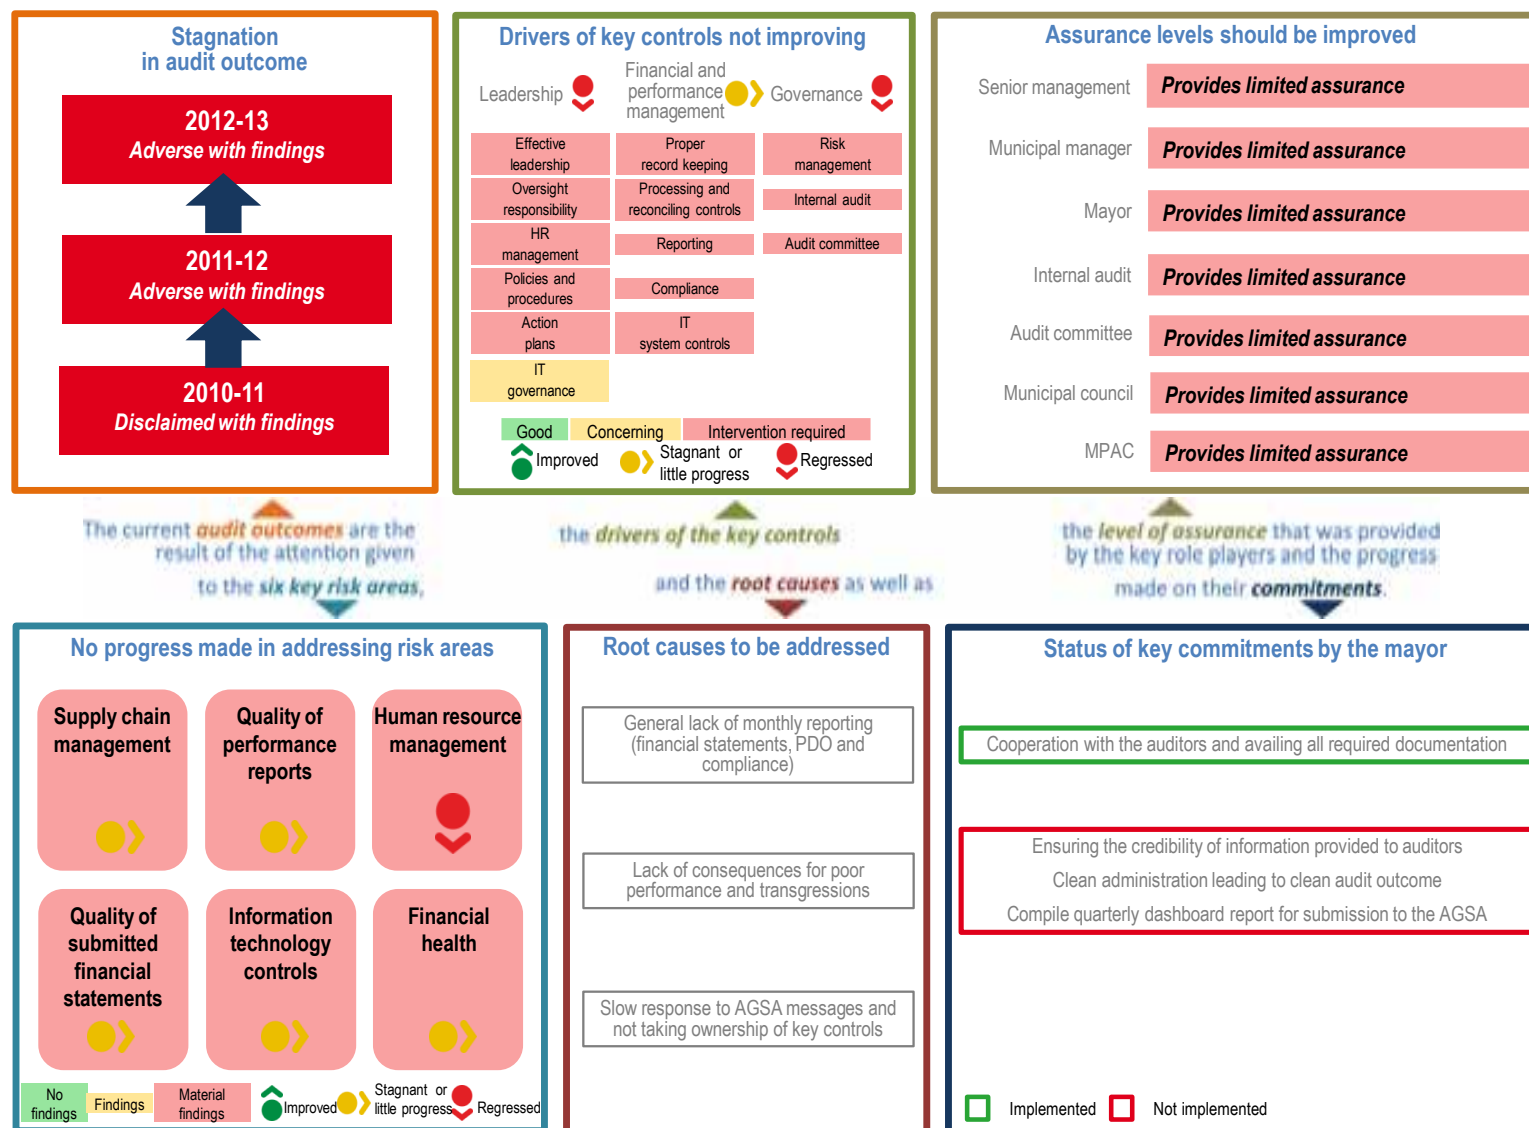 Stagnation
in audit outcome
2012-13
Adverse with findings
2011-12
Adverse with findings
2010-11
Disclaimed with findings
Drivers of key controls not improving
Leadership
Financial and
performance
management
Governance
Effective
leadership
Proper
record keeping
Risk
management
Oversight
responsibility
Processing and
reconciling controls
Internal audit
HR
management
Reporting
Audit committee
Policies and
procedures
Compliance
Action
plans
IT
system controls
IT
governance
Good
Concerning
Intervention required
Improved
Stagnant or
little progress
Regressed
Assurance levels should be improved
Senior management
Provides limited assurance
Municipal manager
Provides limited assurance
Mayor
Provides limited assurance
Internal audit
Provides limited assurance
Audit committee
Provides limited assurance
Municipal council
Provides limited assurance
MPAC
Provides limited assurance
The current audit outcomes are the
result of the attention given
to the six key risk areas,
the drivers of the key controls
and the root causes as well as
the level of assurance that was provided
by the key role players and the progress
made on their commitments.
No progress made in addressing risk areas
Supply chain
management
Quality of
performance
reports
Human resource
management
Quality of
submitted
financial
statements
Information
technology
controls
Financial
health
No
findings
Findings
Material
findings
Improved
Stagnant or
little progress
Regressed
Root causes to be addressed
General lack of monthly reporting
(financial statements, PDO and
compliance)
Lack of consequences for poor
performance and transgressions
Slow response to AGSA messages and
not taking ownership of key controls
Status of key commitments by the mayor
Cooperation with the auditors and availing all required documentation
Ensuring the credibility of information provided to auditors
Clean administration leading to clean audit outcome
Compile quarterly dashboard report for submission to the AGSA
Implemented
Not implemented